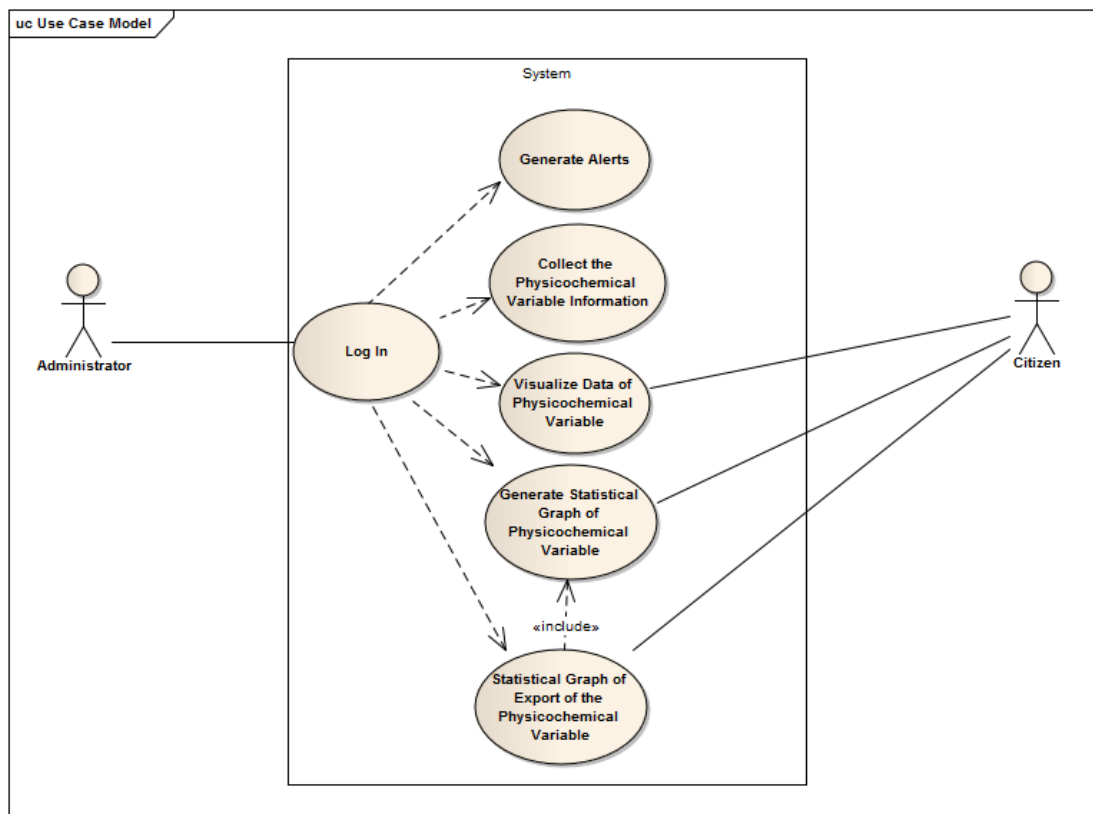 uc Use Case Model
System
Generate Alerts
Collect the
Physicochemical
Variable Information
Administrator
Log In
Visualize Data of
Physicochemical
Variable
Citizen
Generate Statistical
Graph of
Physicochemical
Variable
«include»
Statistical Graph of
Export of the
Physicochemical
Variable